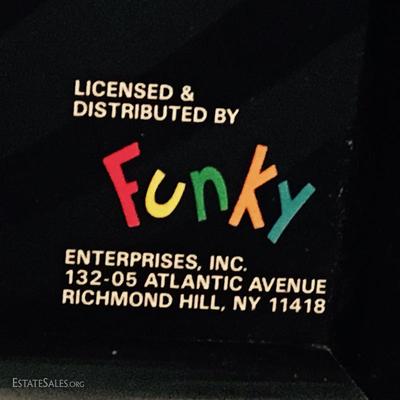 LICENSED &
DISTRIBUTED BY
Funky
ENTERPRISES, INC.
132-05 ATLANTIC AVENUE
RICHMOND HILL, NY 11418
ESTATESALES.ORG